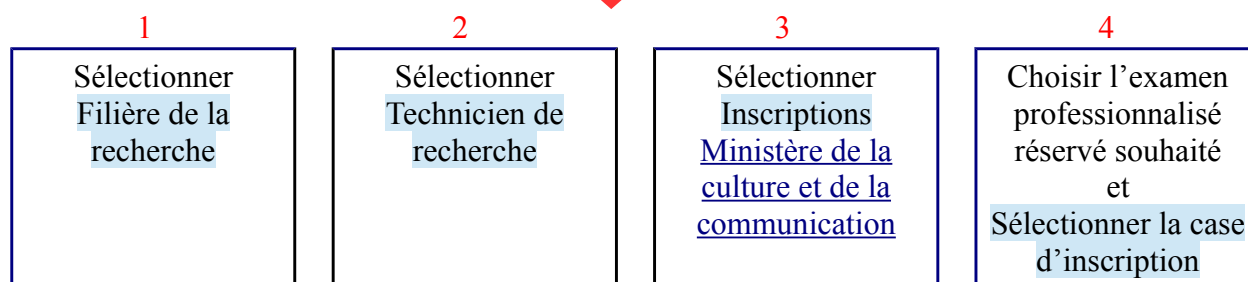 1
Sélectionner
Filière de la
recherche
2
Sélectionner
Technicien de
recherche
3
Sélectionner
Inscriptions
Ministère de la
culture et de la
communication
4
Choisir l’examen
professionnalisé
réservé souhaité
et
Sélectionner la case
d’inscription